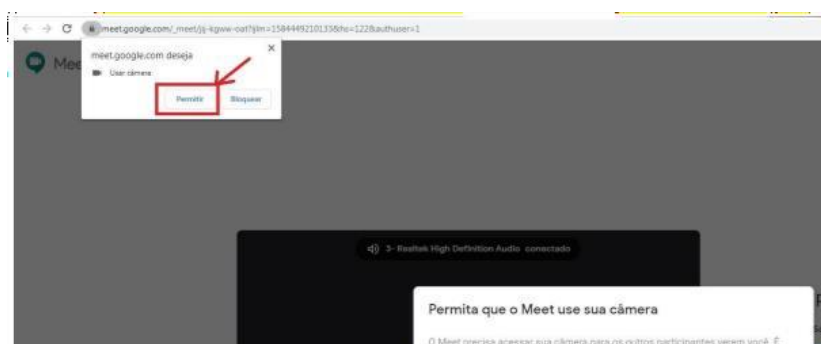 meet.google.com/_meet/jij-kgww-oat?ijlm=1584449210133&hs=122&authuser=1
Mee
meet.google.com deseja
Usar câmera
Permitir
Bloquear
3- Realtek High Definition Audio conectado
Permita que o Meet use sua câmera
O Meet precisa acessar sua câmera para os outros participantes verem você. É